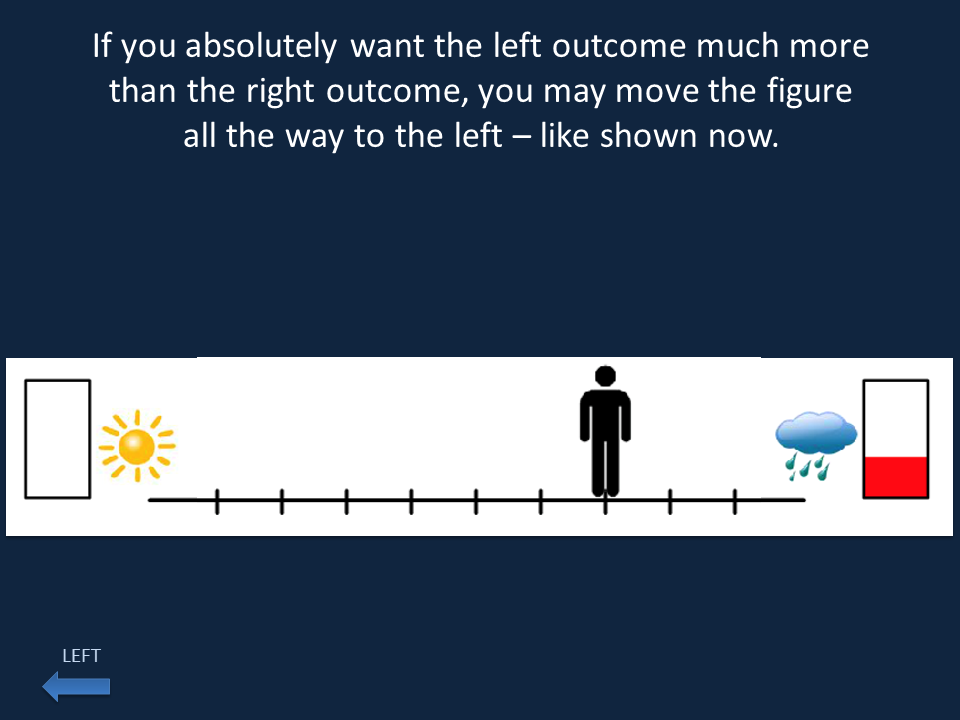 If you absolutely want the left outcome much more
than the right outcome, you may move the figure
all the way to the left – like shown now.
LEFT